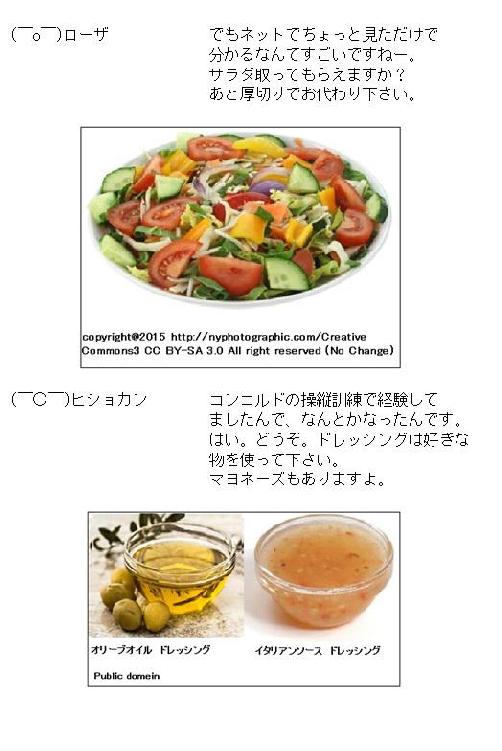 (￣o￣)ローザ
でもネットでちょっと見ただけで
分かるなんてすごいですねー。
サラダ取ってもらえますか？
あと厚切りでお代わり下さい。
copyright@2015 http://nyphotographic.com/Creative
Commons3 CC BY-SA 3.0 All right reserved (No Change)
(￣〇￣)ヒショカン
コンニルドの操縦訓練で経験して
ましたんで、なんとかなったんです。
はい。どうぞ。ドレッシングは好きな
物を使って下さい。
マヨネーズもありますよ。
オリーブオイル ドレッシング
イタリアンソース ドレッシング
Public domein